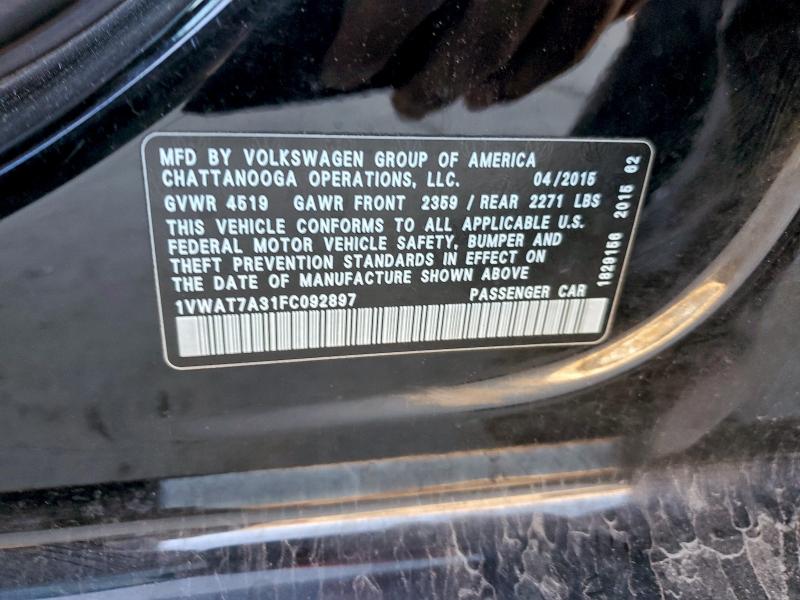 MFD BY VOLKSWAGEN GROUP OF AMERICA
CHATTANOOGA OPERATIONS, LLC. 04/2015
GVWR 4519 GAWR FRONT 2359 / REAR 2271 LBS
THIS VEHICLE CONFORMS TO ALL APPLICABLE U.S.
FEDERAL MOTOR VEHICLE SAFETY, BUMPER AND
THEFT PREVENTION STANDARDS IN EFFECT ON
THE DATE OF MANUFACTURE SHOWN ABOVE
1VWAT7A31FC092897 PASSENGER CAR
1829156 2015 62